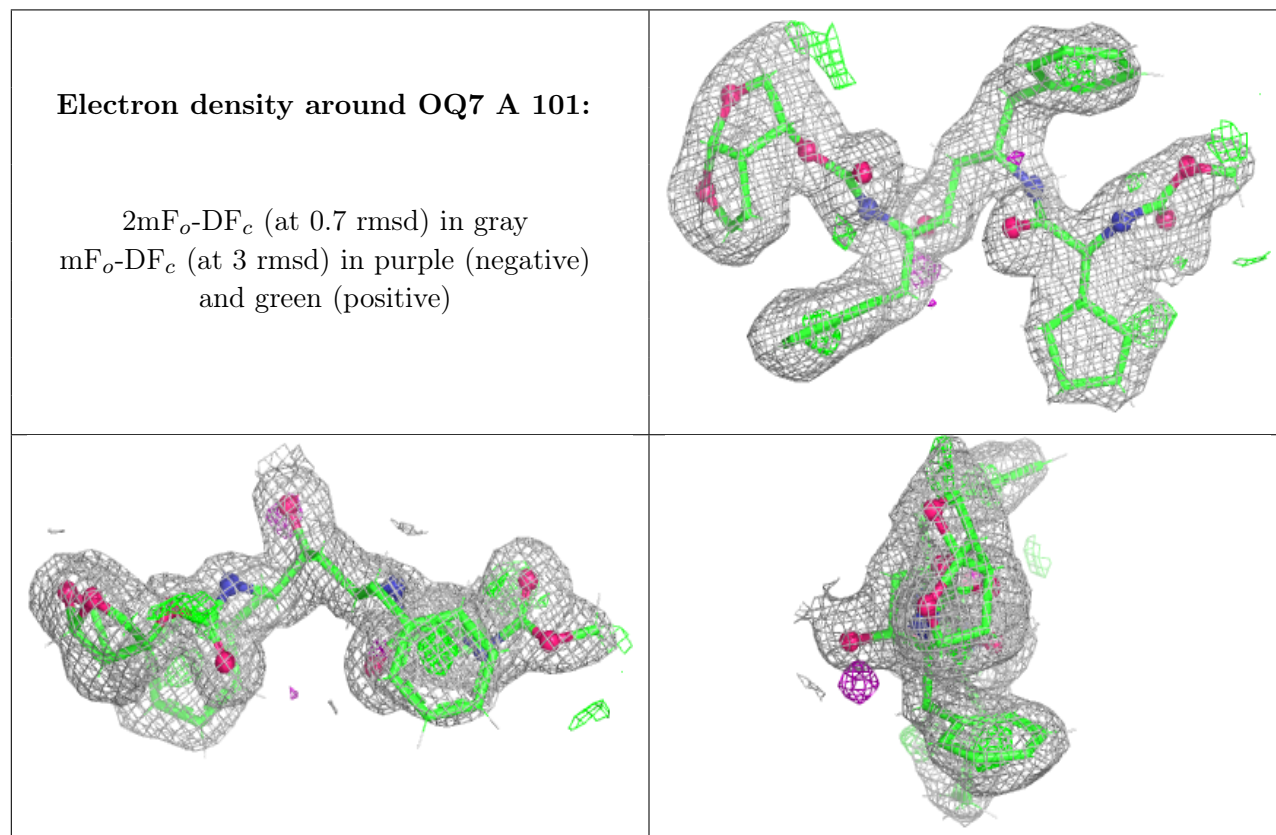 Electron density around OQ7 A 101:
2mFo-DFc (at 0.7 rmsd) in gray
mFo-DFc (at 3 rmsd) in purple (negative)
and green (positive)